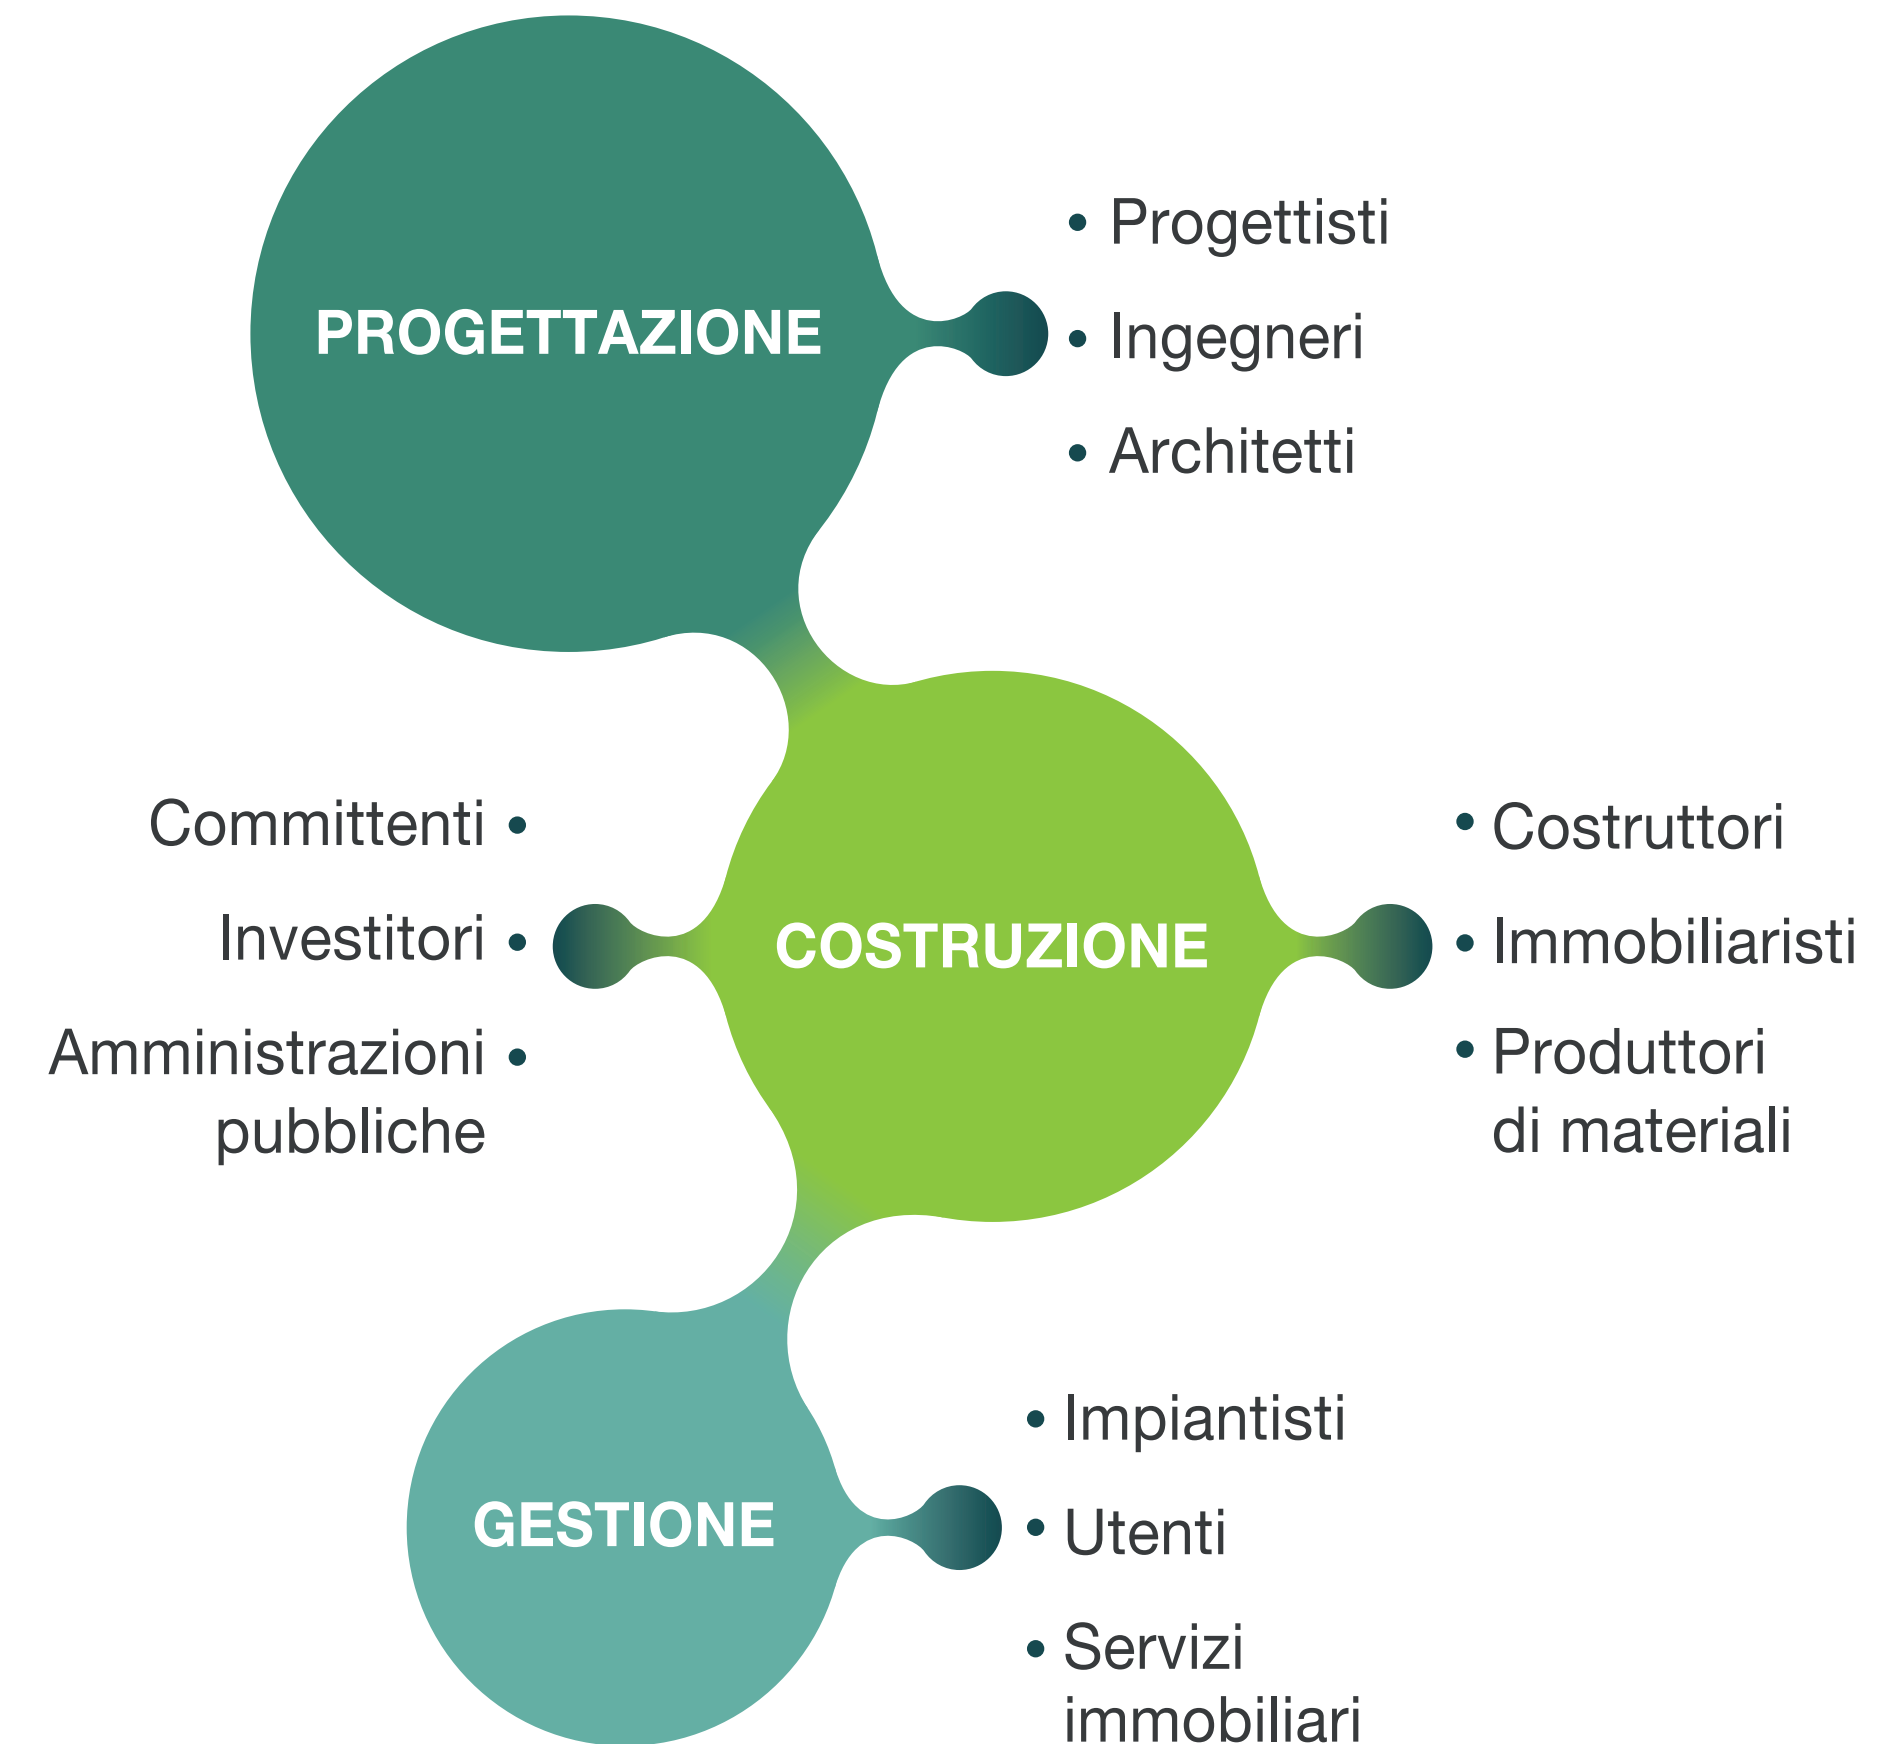 PROGETTAZIONE
• Progettisti
• Ingegneri
• Architetti
Committenti •
Investitori •
Amministrazioni •
pubbliche
COSTRUZIONE
• Costruttori
• Immobiliaristi
• Produttori
di materiali
GESTIONE
• Impiantisti
• Utenti
• Servizi
immobiliari